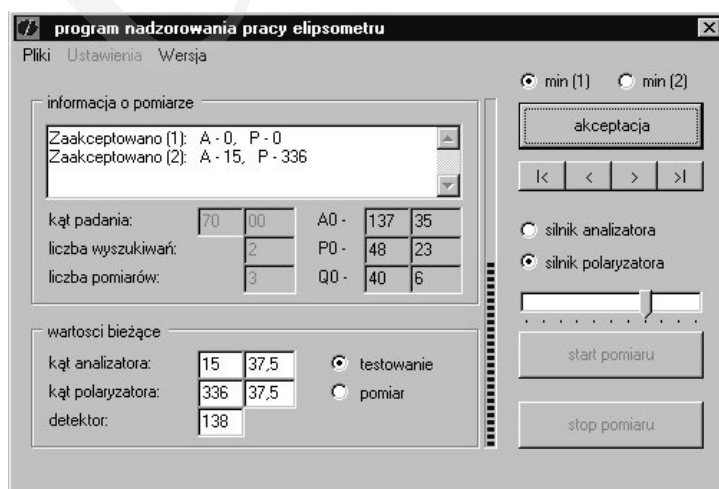 program nadzorowania pracy elipsometru
Pliki Ustawienia Wersja
min (1) min (2)
informacja o pomiarze
akceptacja
Zaakceptowano (1): A - 0, P - 0
Zaakceptowano (2): A - 15, P - 336
|< < > >|
kąt padania: 70 00 A0 - 137 35
silnik analizatora
liczba wyszukiwań: 2 P0 - 48 23
silnik polaryzatora
liczba pomiarów: 3 Q0 - 40 6
wartosci bieżące
kąt analizatora: 15 37,5 testowanie
start pomiaru
kąt polaryzatora: 336 37,5 pomiar
detektor: 138
stop pomiaru